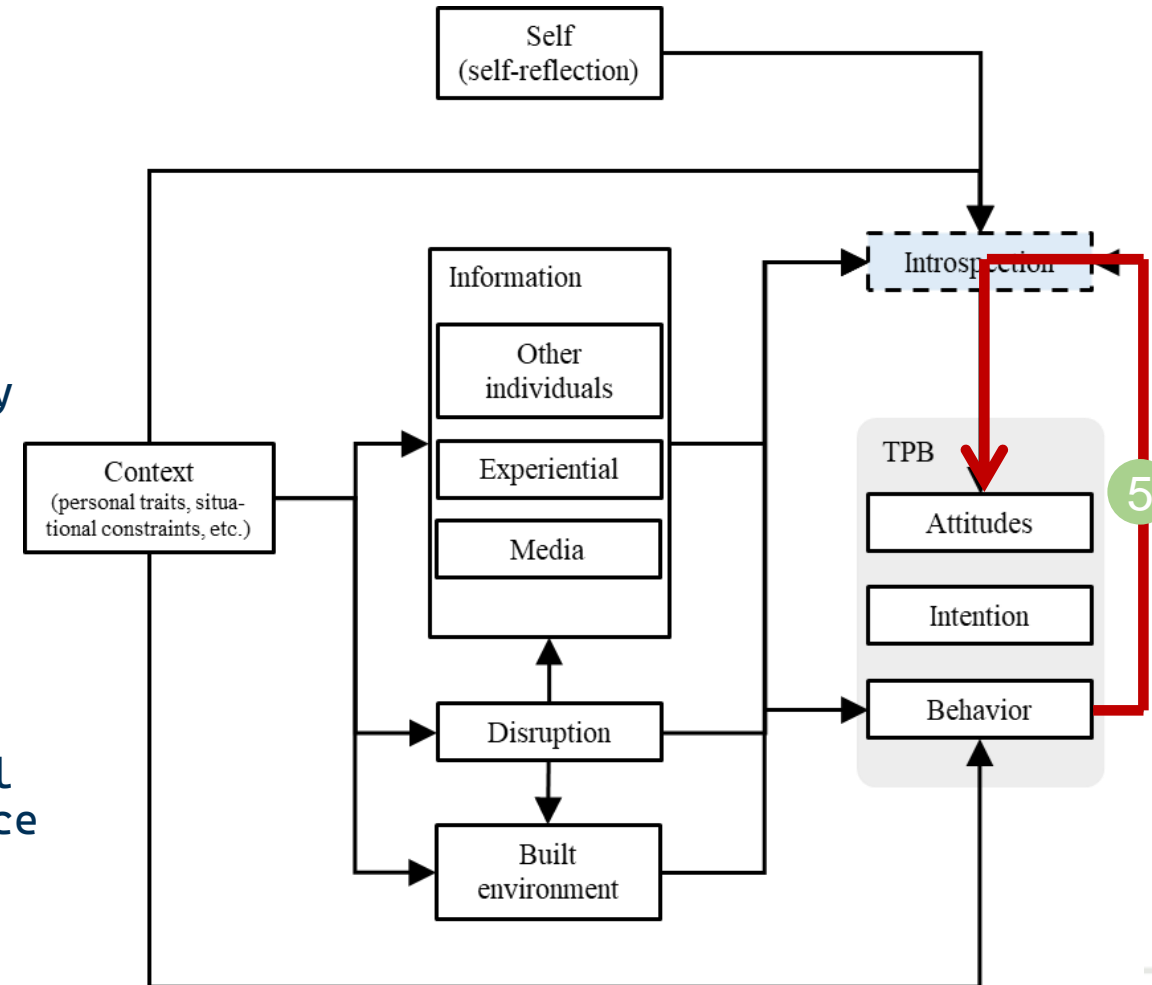 Self
(self-reflection)
Introspection
Information
Other
individuals
y
TPB
Context
(personal traits, situa-
tional constraints, etc.)
Experiential
5
Attitudes
Media
Intention
Behavior
Disruption
l
ce
Built
environment